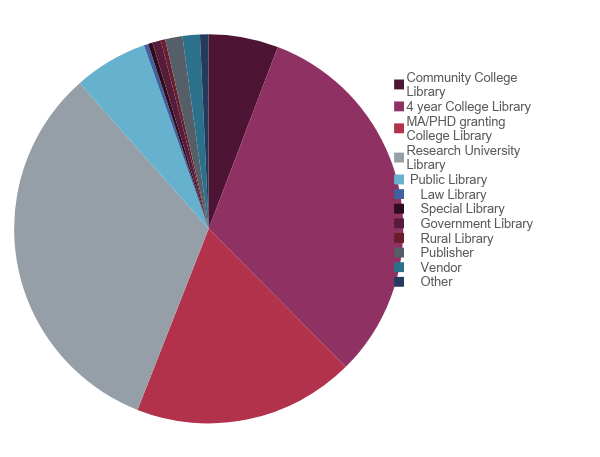 Community College
Library
4 year College Library
MA/PHD granting
College Library
Research University
Library
Public Library
Law Library
Special Library
Government Library
Rural Library
Publisher
Vendor
Other